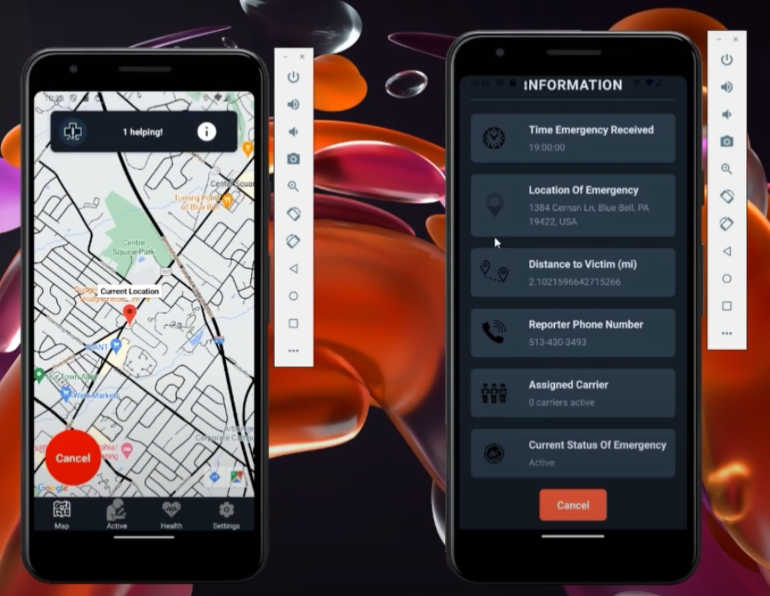 10:35
1 helping!
Center Square
Turning Point
of Blue Bell
Centre
Square Park
Current Location
GIANT
Cancel
Google
Map
Active
Health
Settings
INFORMATION
Time Emergency Received
19:00:00
Location Of Emergency
1384 Cernan Ln, Blue Bell, PA
19422, USA
Distance to Victim (mi)
2.1021596642715266
Reporter Phone Number
513-430-3493
Assigned Carrier
0 carriers active
Current Status Of Emergency
Active
Cancel